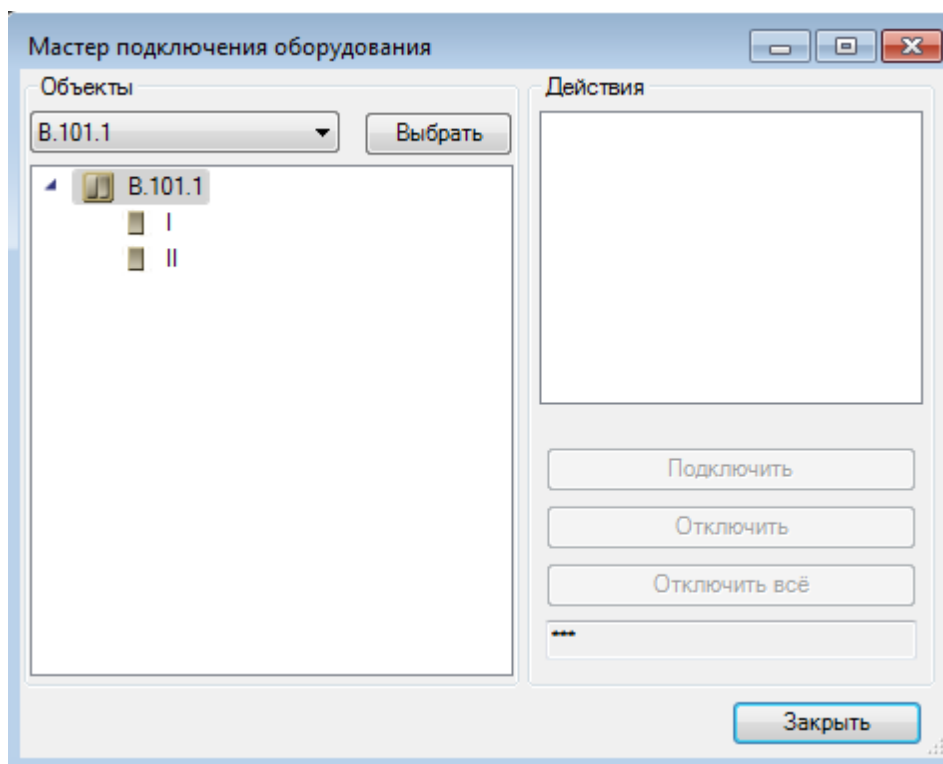 Мастер подключения оборудования
Объекты
В.101.1
Выбрать
В.101.1
I
II
Действия
Подключить
Отключить
Отключить всё
***
Закрыть